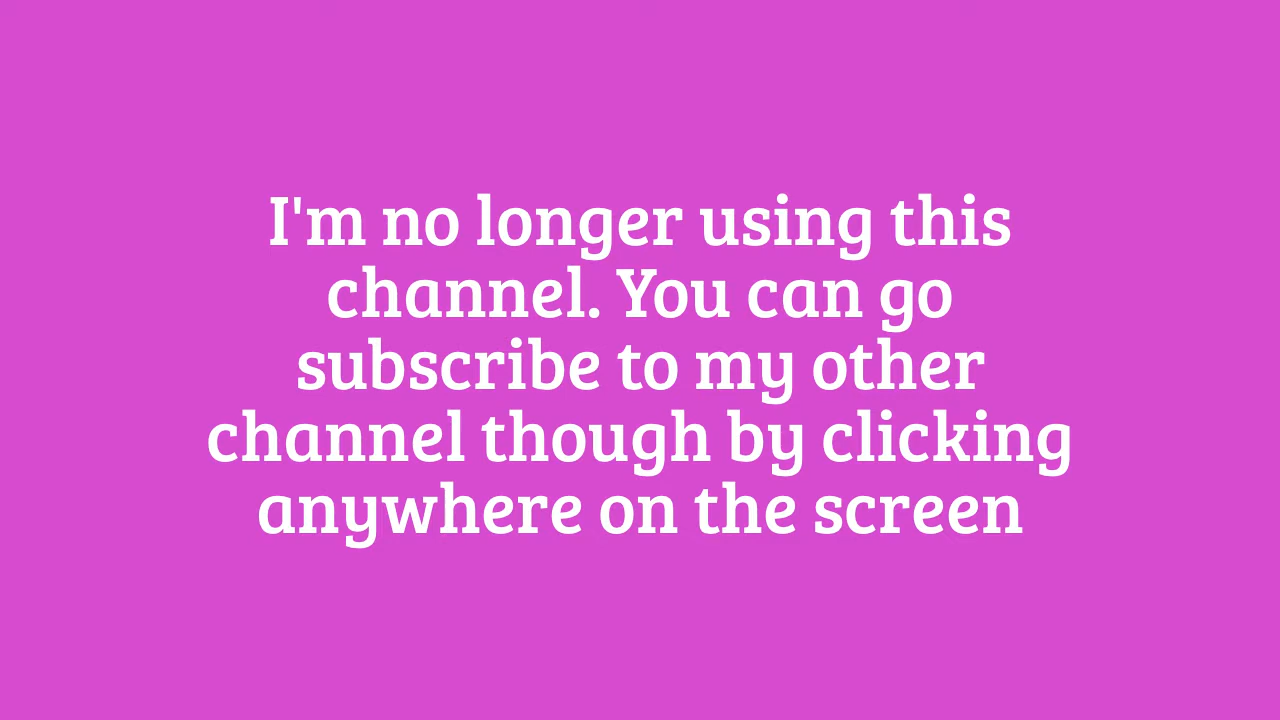 I'm no longer using this
channel. You can go
subscribe to my other
channel though by clicking
anywhere on the screen